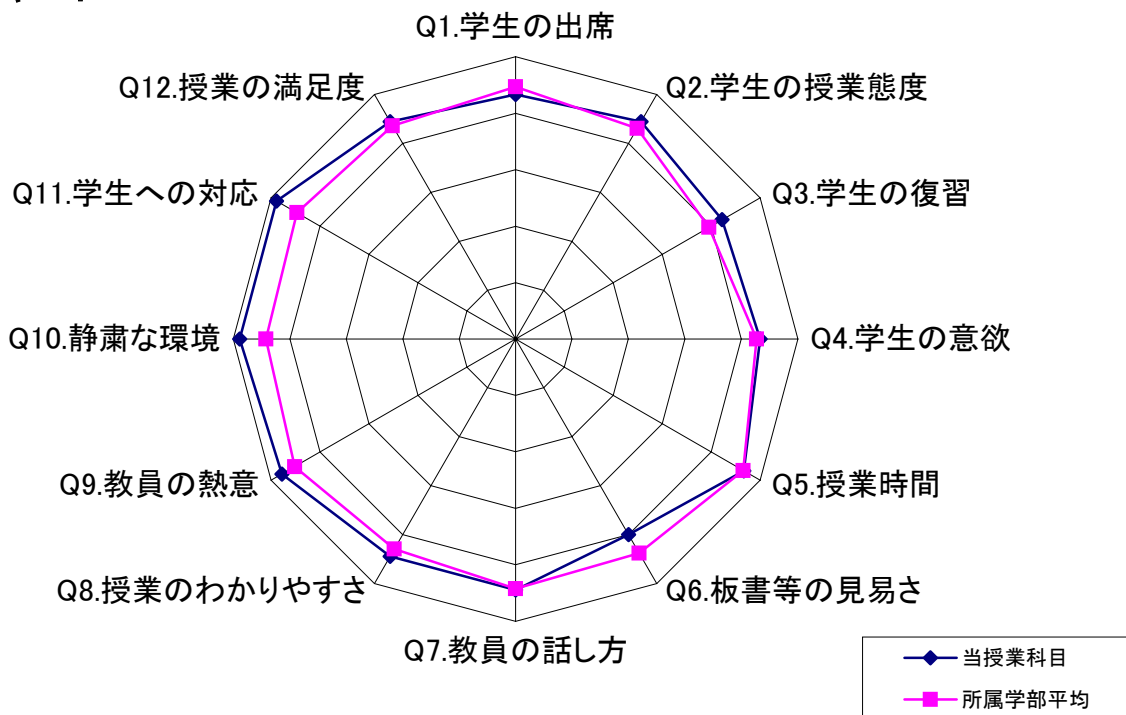 Q1.学生の出席
Q2.学生の授業態度
Q3.学生の復習
Q4.学生の意欲
Q5.授業時間
Q6.板書等の見易さ
Q7.教員の話し方
Q8.授業のわかりやすさ
Q9.教員の熱意
Q10.静粛な環境
Q11.学生への対応
Q12.授業の満足度
当授業科目
所属学部平均